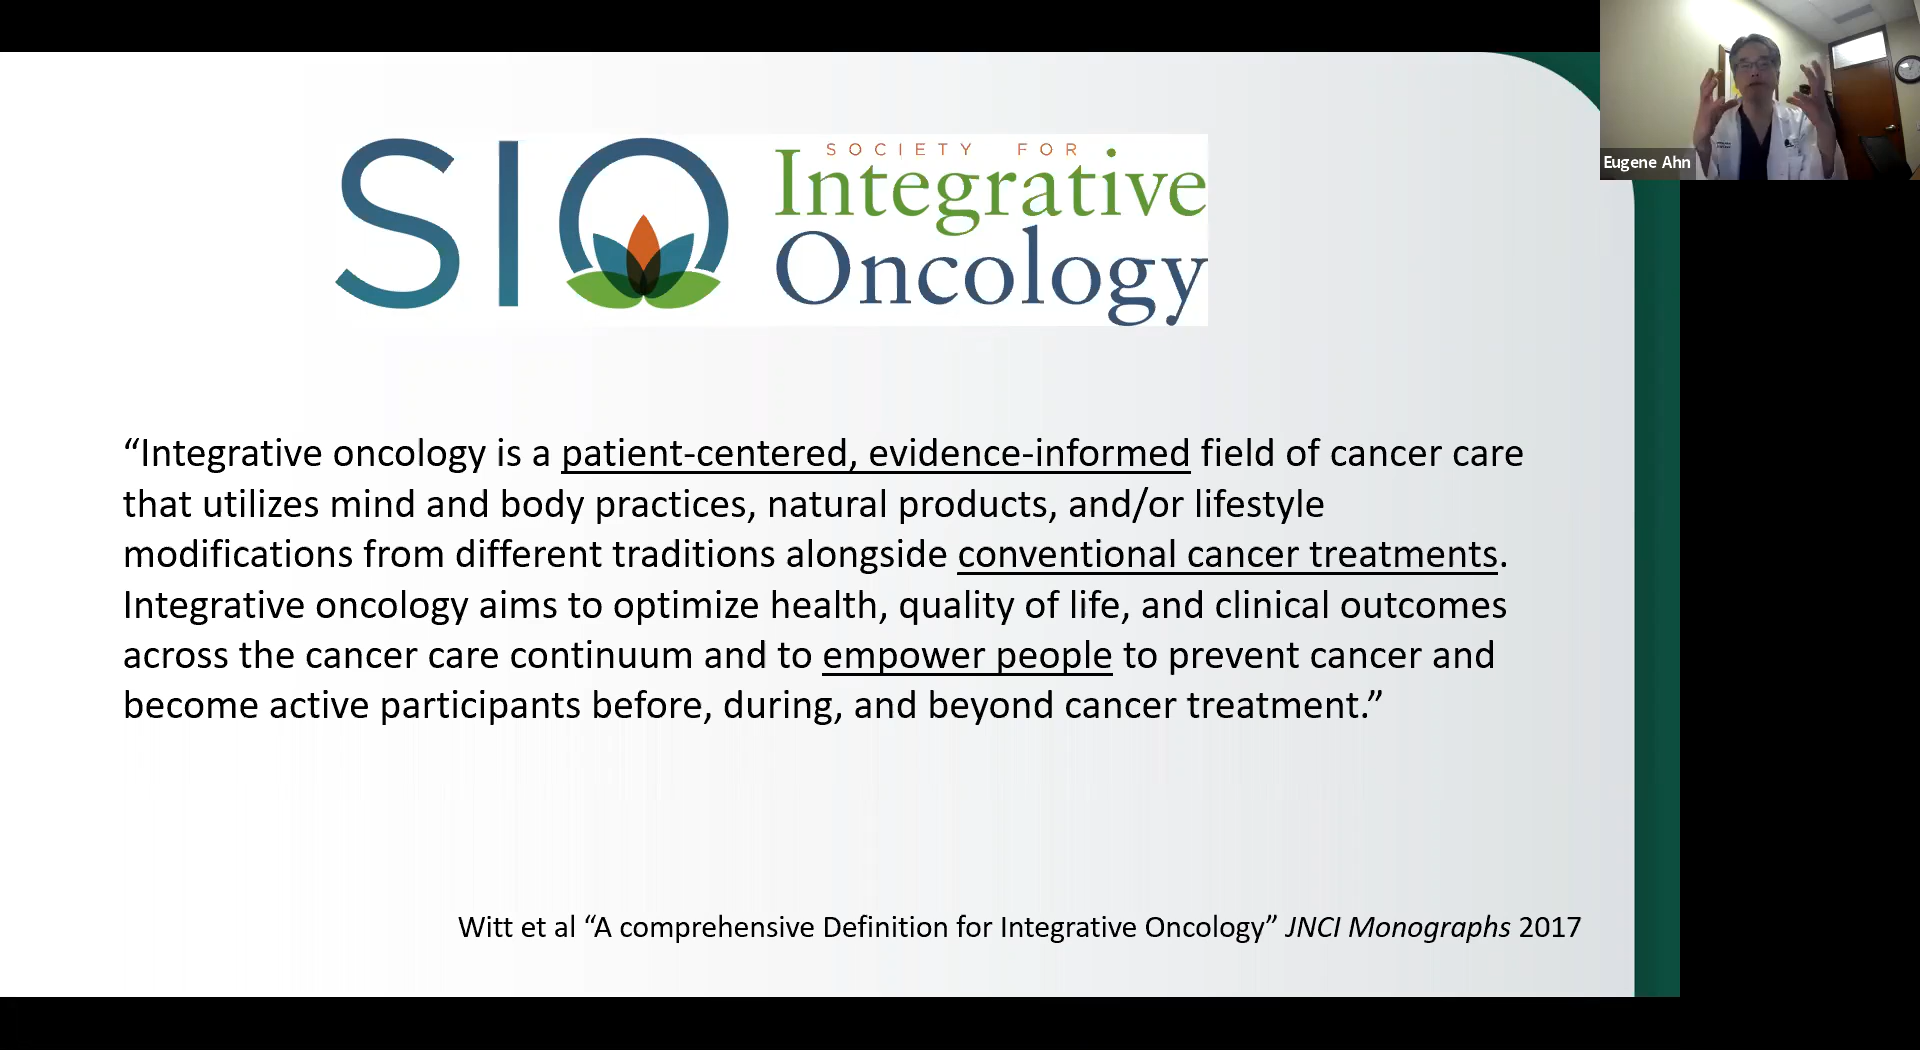 SIO
SOCIETY FOR
Integrative
Oncology
Eugene Ahn
“Integrative oncology is a patient-centered, evidence-informed field of cancer care
that utilizes mind and body practices, natural products, and/or lifestyle
modifications from different traditions alongside conventional cancer treatments.
Integrative oncology aims to optimize health, quality of life, and clinical outcomes
across the cancer care continuum and to empower people to prevent cancer and
become active participants before, during, and beyond cancer treatment.”
Witt et al “A comprehensive Definition for Integrative Oncology” JNCI Monographs 2017